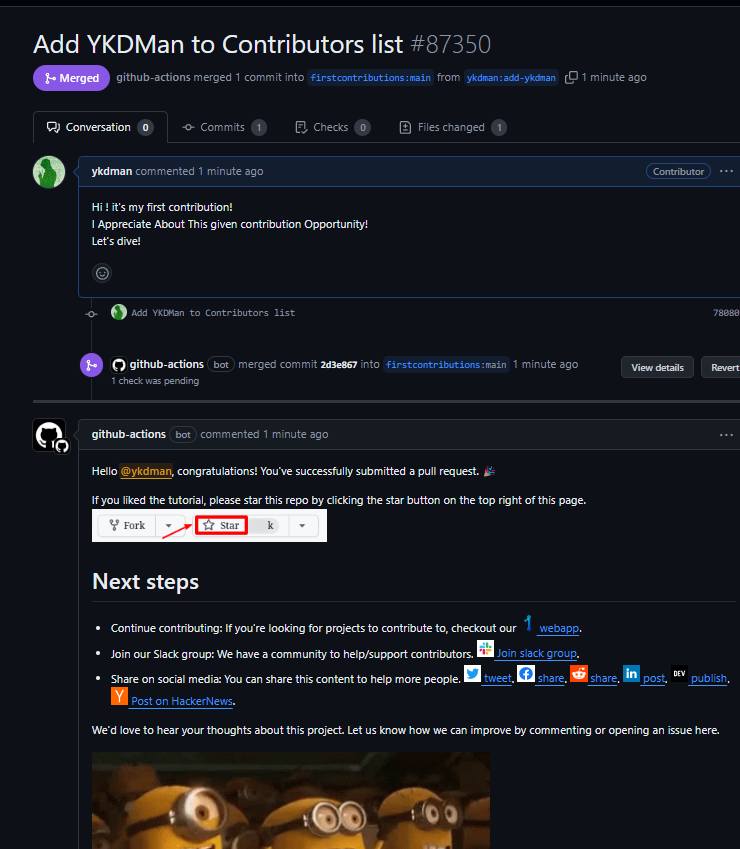 Add YKDMan to Contributors list #87350
Merged github-actions merged 1 commit into firstcontributions:main from ykdman:add-ykdman 1 minute ago
Conversation 0 Commits 1 Checks 0 Files changed 1
ykdman commented 1 minute ago Contributor ...
Hi ! it's my first contribution!
I Appreciate About This given contribution Opportunity!
Let's dive!
Add YKDMan to Contributors list 78080
github-actions bot merged commit 2d3e867 into firstcontributions:main 1 minute ago View details Revert
1 check was pending
github-actions bot commented 1 minute ago ...
Hello @ykdman, congratulations! You've successfully submitted a pull request. 🎉
If you liked the tutorial, please star this repo by clicking the star button on the top right of this page.
Fork Star k
Next steps
• Continue contributing: If you're looking for projects to contribute to, checkout our webapp.
• Join our Slack group: We have a community to help/support contributors. Join slack group.
• Share on social media: You can share this content to help more people. tweet, share, share, in post, DEV publish,
Y Post on HackerNews.
We'd love to hear your thoughts about this project. Let us know how we can improve by commenting or opening an issue here.